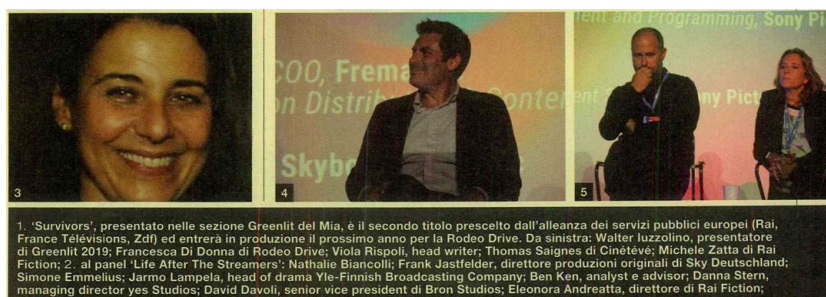 ent and Programming, Sony Pi
COO, Frema
on Distrib Conten
ony Pict
Skybo
3
4
5
1. 'Survivors', presentato nelle sezione Greenlit del Mia, è il secondo titolo prescelto dall'alleanza dei servizi pubblici europei (Rai,
France Télévisions, Zdf) ed entrerà in produzione il prossimo anno per la Rodeo Drive. Da sinistra: Walter Iuzzolino, presentatore
di Greenlit 2019; Francesca Di Donna di Rodeo Drive; Viola Rispoli, head writer; Thomas Saignes di Cinétévé; Michele Zatta di Rai
Fiction; 2. al panel 'Life After The Streamers': Nathalie Biancolli; Frank Jastfelder, direttore produzioni originali di Sky Deutschland;
Simone Emmelius; Jarmo Lampela, head of drama Yle-Finnish Broadcasting Company; Ben Ken, analyst e advisor; Danna Stern,
managing director yes Studios; David Davoli, senior vice president di Bron Studios; Eleonora Andreatta, direttore di Rai Fiction;